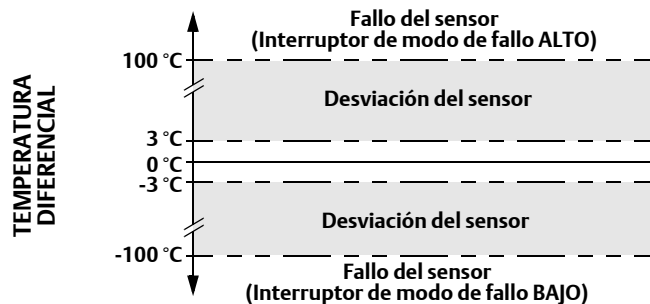 TEMPERATURA
DIFERENCIAL
Fallo del sensor
(Interruptor de modo de fallo ALTO)
100 °C
Desviación del sensor
3 °C
0 °C
-3 °C
Desviación del sensor
-100 °C
Fallo del sensor
(Interruptor de modo de fallo BAJO)